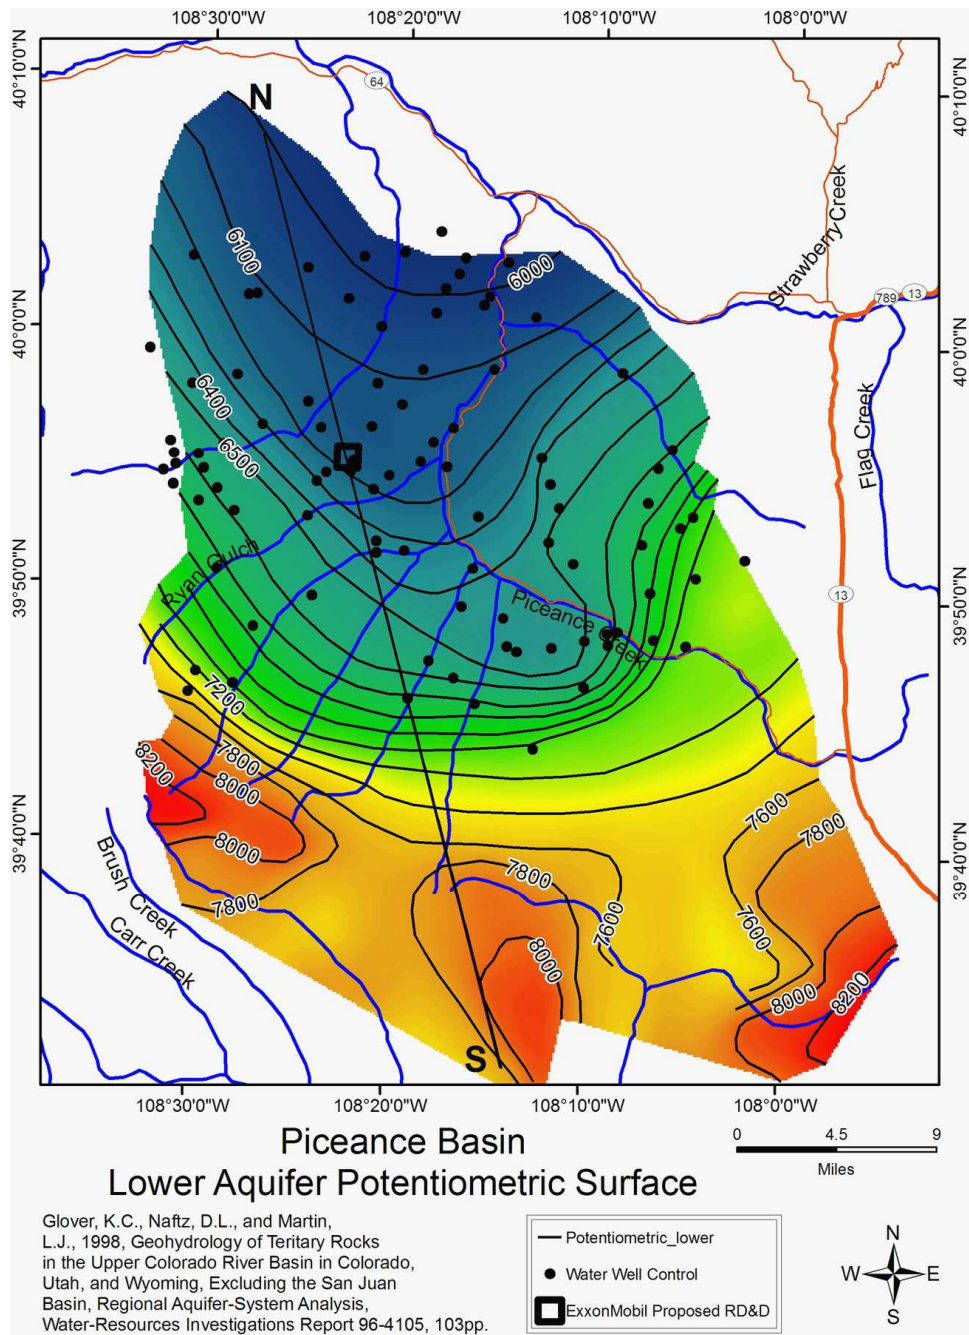 108°30'0"W 108°20'0"W 108°10'0"W 108°0'0"W
40°10'0"N
40°10'0"N
N
64
Strawberry Creek
6100
6000
789
13
40°0'0"N
40°0'0"N
6400
6500
Flag Creek
Ryan Gulch
39°50'0"N
39°50'0"N
Piceance Creek
13
7200
7800
8200
8000
7600
7800
39°40'0"N
39°40'0"N
8000
7800
7800
Brush Creek
Carr Creek
7600
7600
8000
8000
8200
S
108°30'0"W 108°20'0"W 108°10'0"W 108°0'0"W
Piceance Basin
Lower Aquifer Potentiometric Surface
0 4.5 9
Miles
Glover, K.C., Naftz, D.L., and Martin,
L.J., 1998, Geohydrology of Teritary Rocks
in the Upper Colorado River Basin in Colorado,
Utah, and Wyoming, Excluding the San Juan
Basin, Regional Aquifer-System Analysis,
Water-Resources Investigations Report 96-4105, 103pp.
Potentiometric_lower
Water Well Control
ExxonMobil Proposed RD&D
N
W E
S